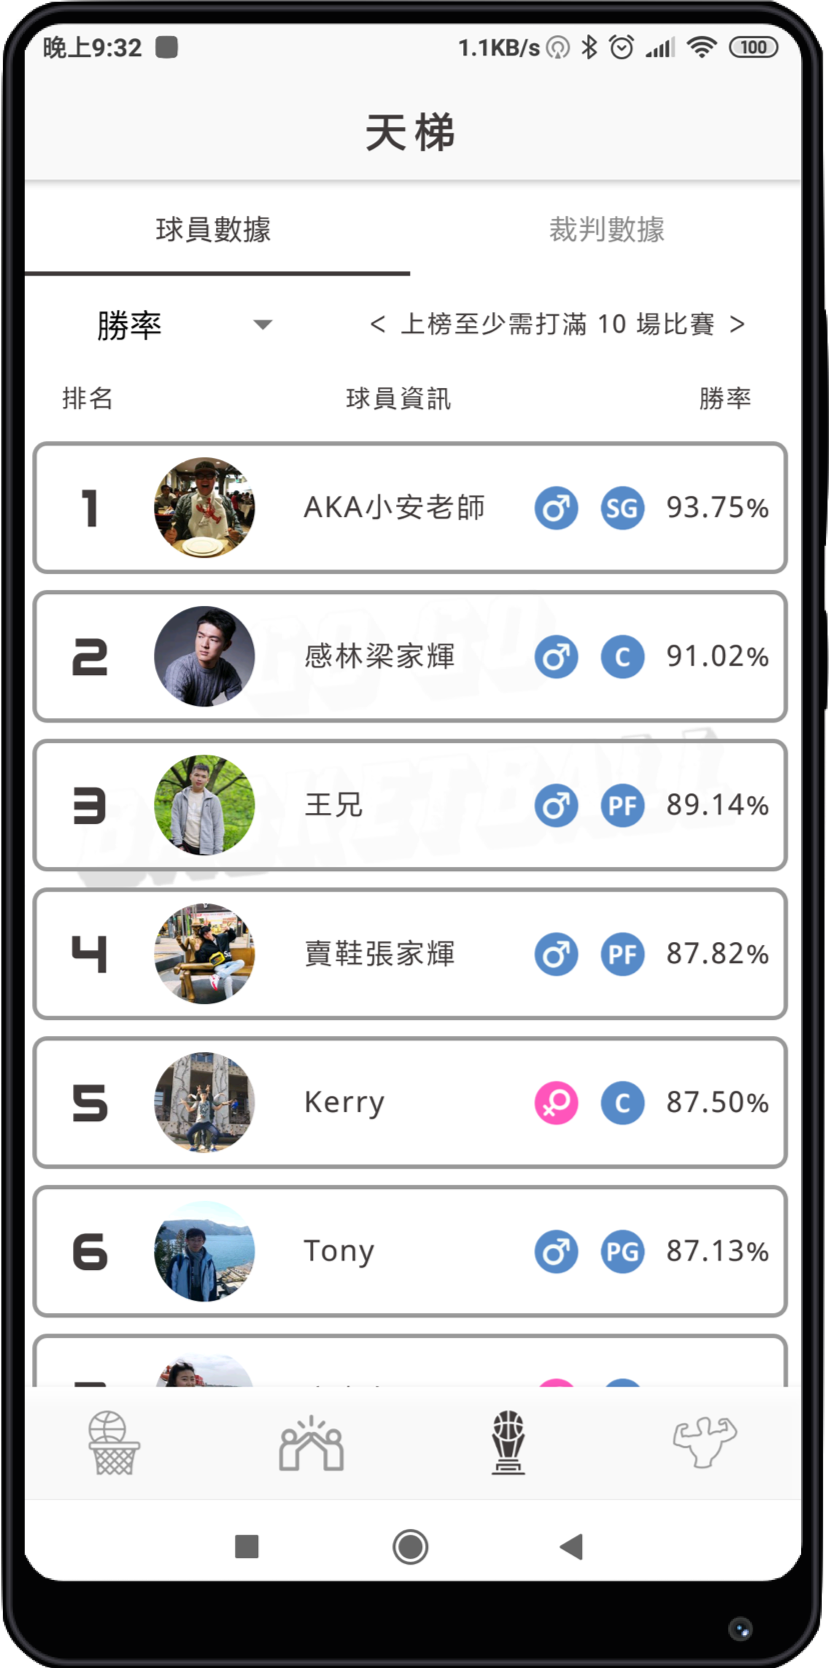 晚上9:32 1.1KB/s 100
天梯
球員數據 裁判數據
勝率 < 上榜至少需打滿 10 場比賽 >
排名 球員資訊 勝率
1 AKA小安老師 SG 93.75%
2 感林梁家輝 C 91.02%
GO GO
3 王兄 PF 89.14%
BASKETBALL
4 賣鞋張家輝 PF 87.82%
5 Kerry C 87.50%
6 Tony PG 87.13%